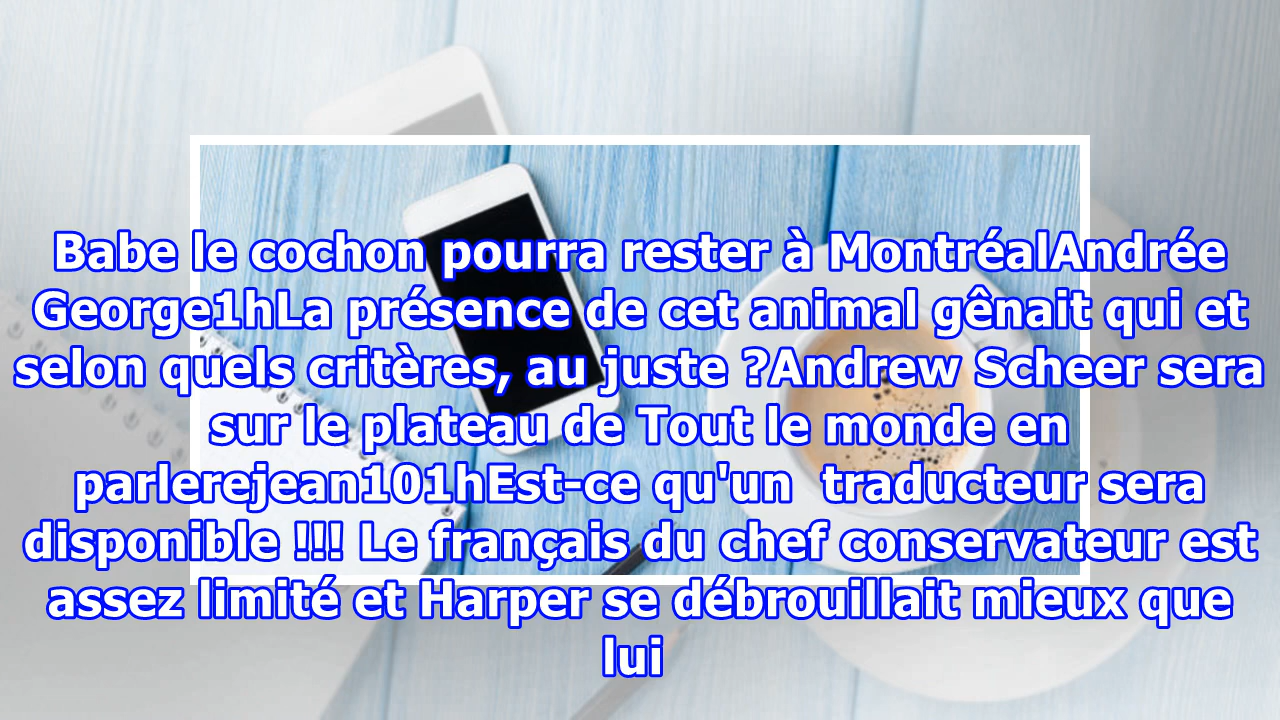 Babe le cochon pourra rester à MontréalAndrée
George1hLa présence de cet animal gênait qui et
selon quels critères, au juste ?Andrew Scheer sera
sur le plateau de Tout le monde en
parlerejean101hEst-ce qu'un  traducteur sera
disponible !!! Le français du chef conservateur est
assez limité et Harper se débrouillait mieux que
lui